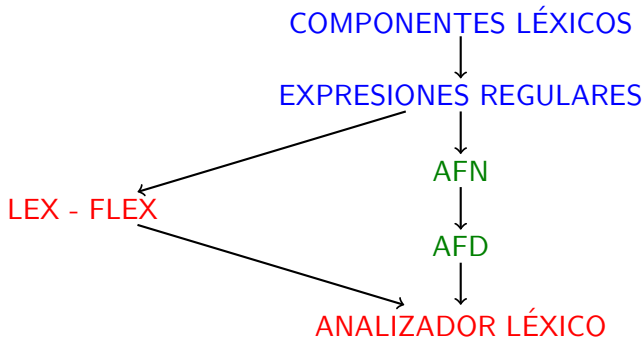 COMPONENTES LÉXICOS
EXPRESIONES REGULARES
AFN
LEX - FLEX
AFD
ANALIZADOR LÉXICO